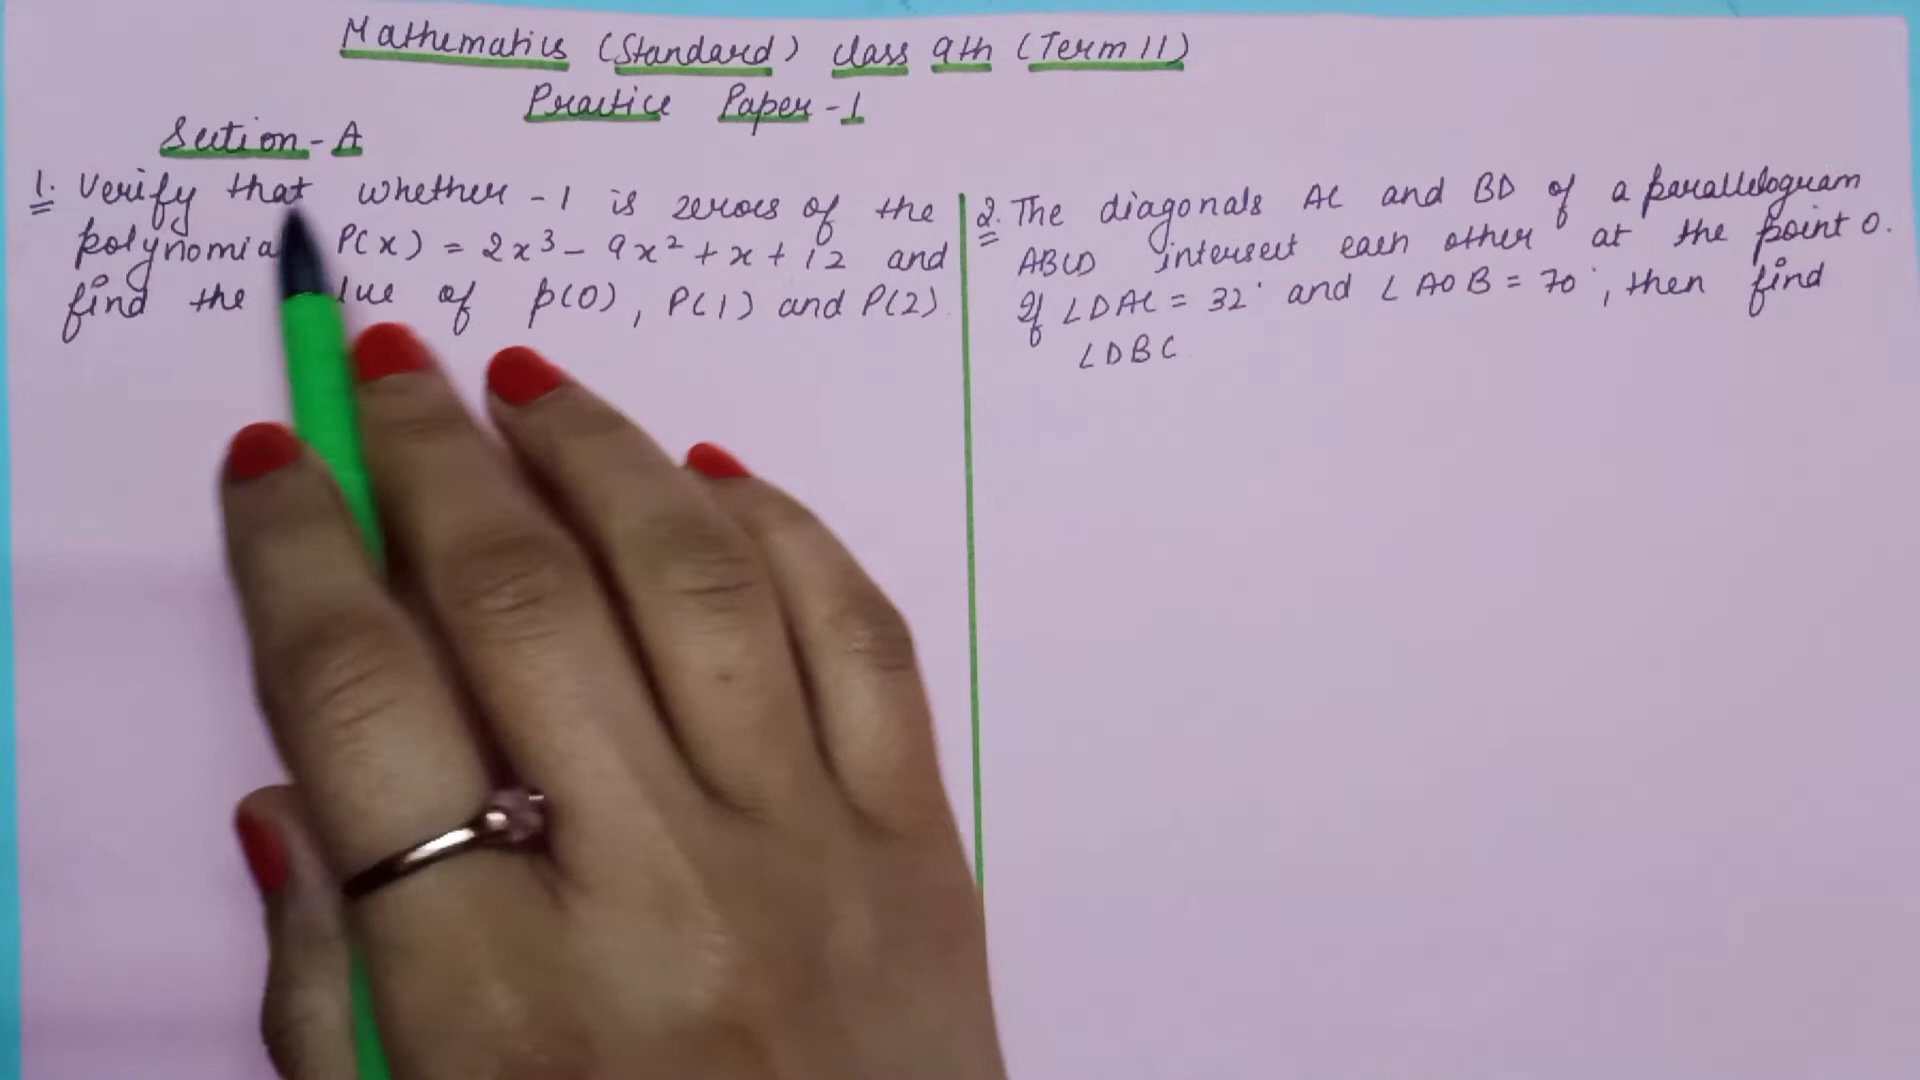 Mathematics (Standard) class 9th (Term II)
Practice Paper-1
Section-A
1. Verify that whether -1 is zeroes of the
polynomial P(x) = 2x³ - 9x² + x + 12 and
find the of p(0), P(1) and P(2)
2. The diagonals AC and BD of a parallelogram
ABCD intersect each other at the point O.
If ∠DAC = 32° and ∠AOB = 70°, then find
∠DBC